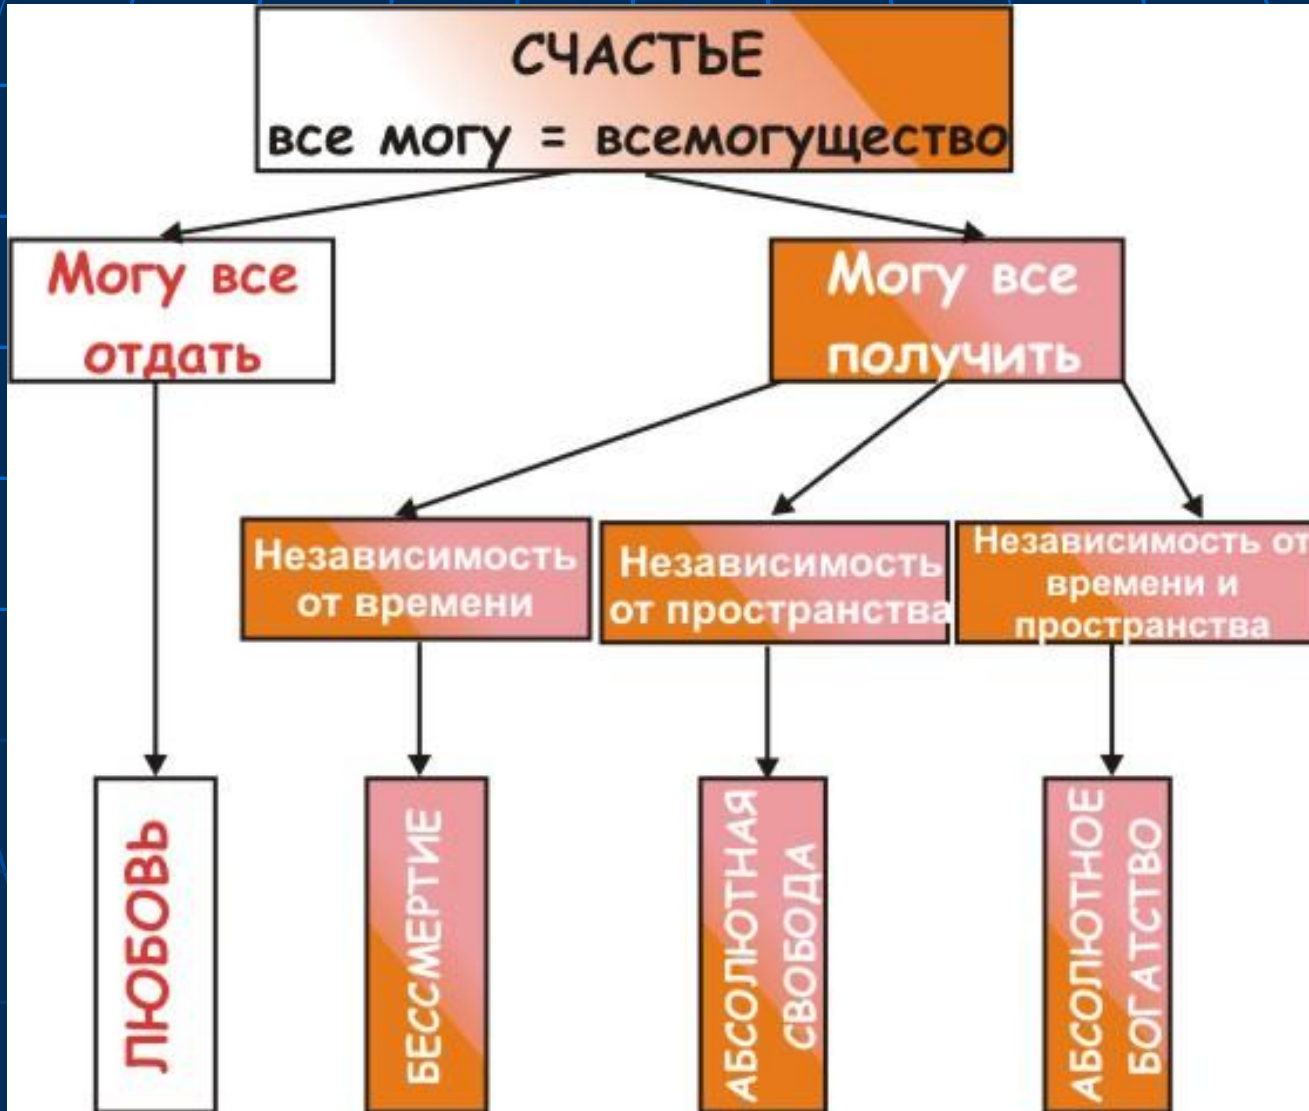 СЧАСТЬЕ
все могу = всемогущество
Могу все
отдать
Могу все
получить
Независимость
от времени
Независимость
от пространства
Независимость от
времени и
пространства
ЛЮБОВЬ
БЕССМЕРТИЕ
АБСОЛЮТНАЯ
СВОБОДА
АБСОЛЮТНОЕ
БОГАТСТВО